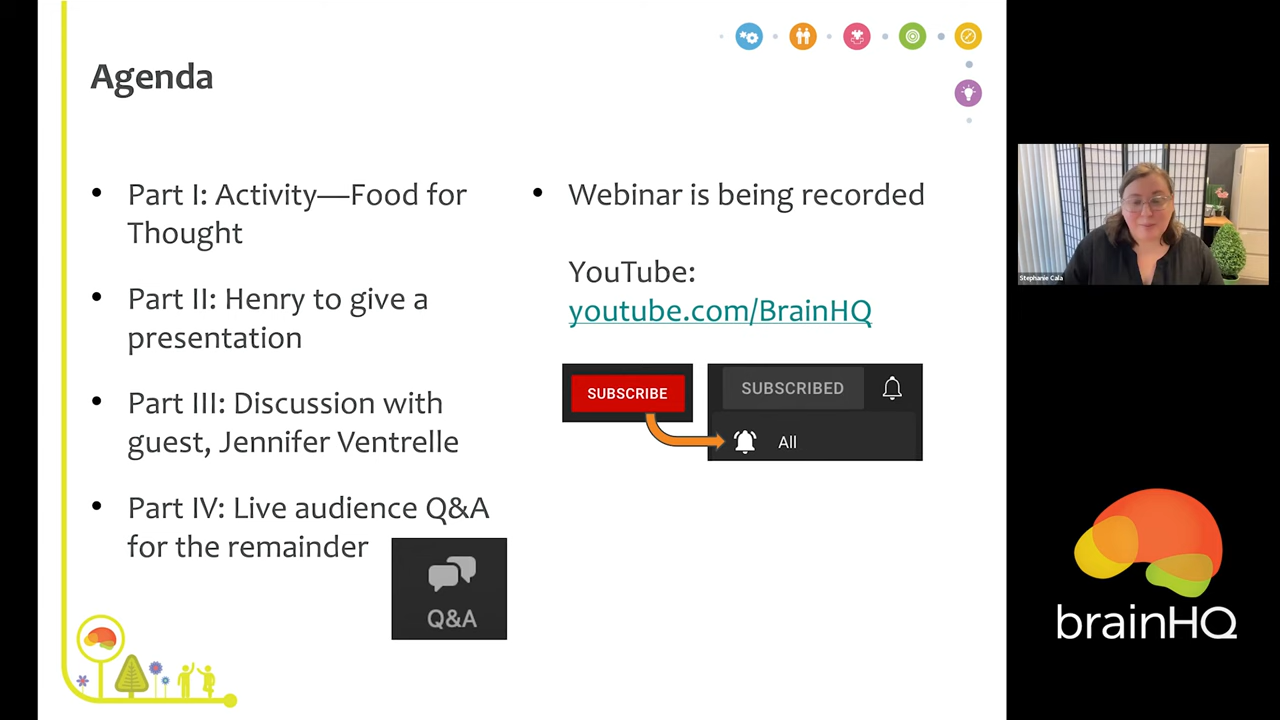 Agenda
Part I: Activity—Food for
Thought
Part II: Henry to give a
presentation
Part III: Discussion with
guest, Jennifer Ventrelle
Part IV: Live audience Q&A
for the remainder
Q&A
Webinar is being recorded
YouTube:
youtube.com/BrainHQ
SUBSCRIBE
SUBSCRIBED
All
Stephanie Cala
brainHQ